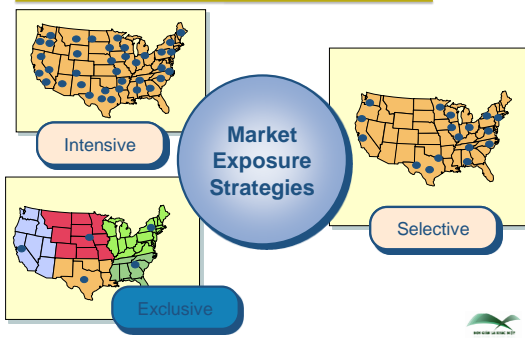 Intensive
Market
Exposure
Strategies
Selective
Exclusive